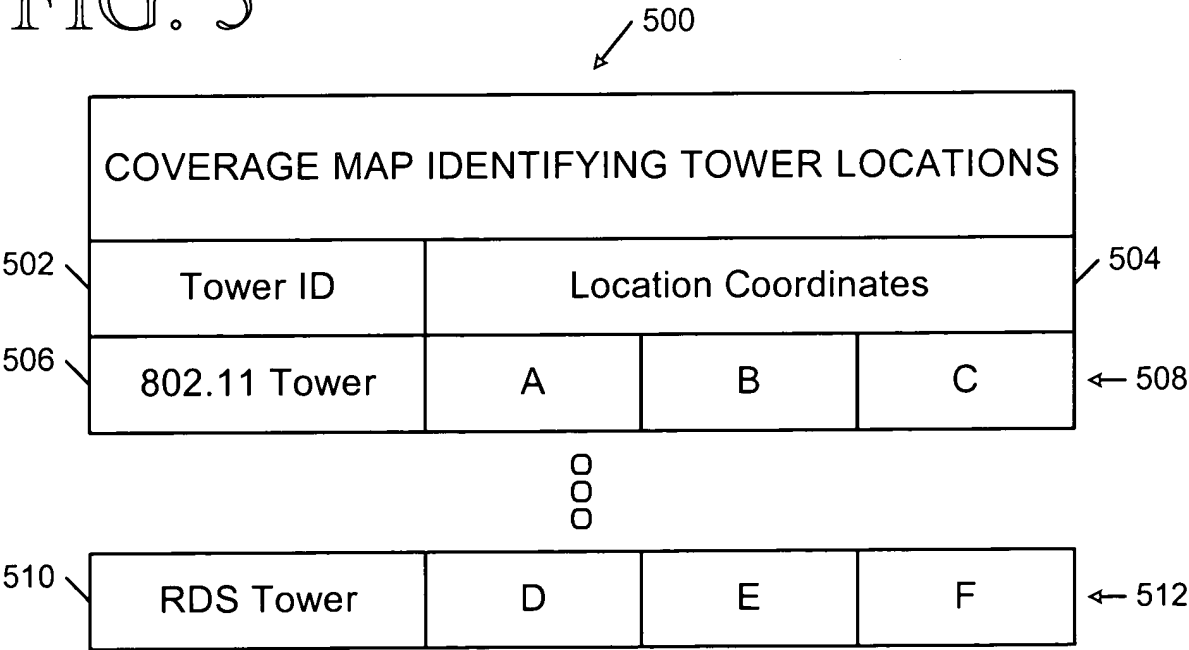 FIG. 5
500
COVERAGE MAP IDENTIFYING TOWER LOCATIONS
502 Tower ID Location Coordinates 504
506 802.11 Tower A B C 508
510 RDS Tower D E F 512